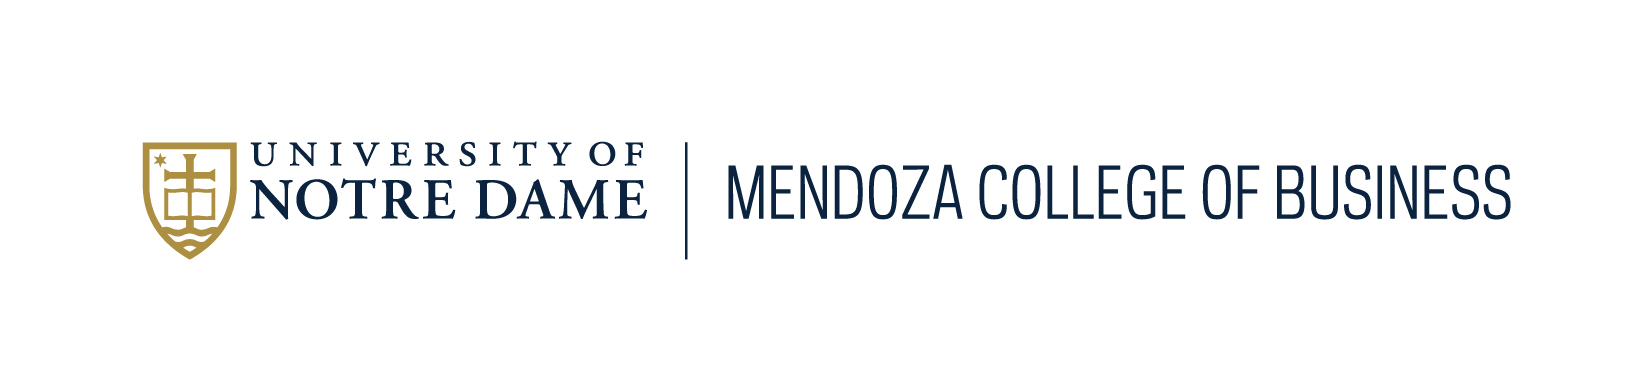 UNIVERSITY OF
NOTRE DAME
MENDOZA COLLEGE OF BUSINESS